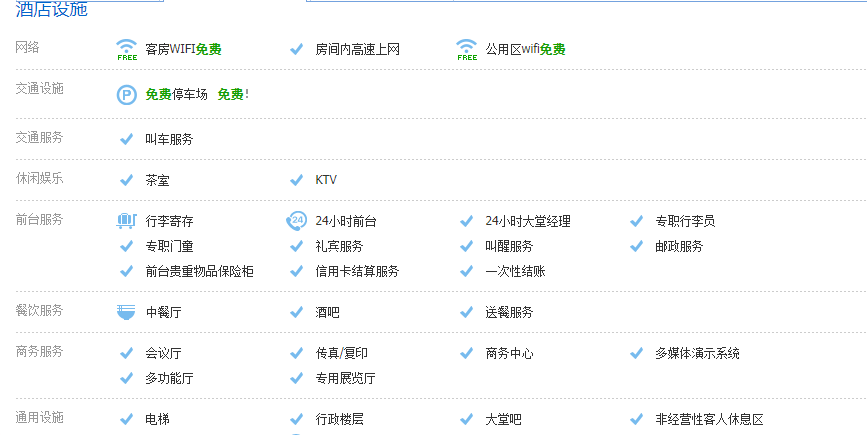 酒店设施
网络 FREE 客房WIFI免费 房间内高速上网 FREE 公用区wifi免费
交通设施 P 免费停车场 免费!
交通服务 叫车服务
休闲娱乐 茶室 KTV
前台服务 行李寄存 24 24小时前台 24小时大堂经理 专职行李员
专职门童 礼宾服务 叫醒服务 邮政服务
前台贵重物品保险柜 信用卡结算服务 一次性结账
餐饮服务 中餐厅 酒吧 送餐服务
商务服务 会议厅 传真/复印 商务中心 多媒体演示系统
多功能厅 专用展览厅
通用设施 电梯 行政楼层 大堂吧 非经营性客人休息区